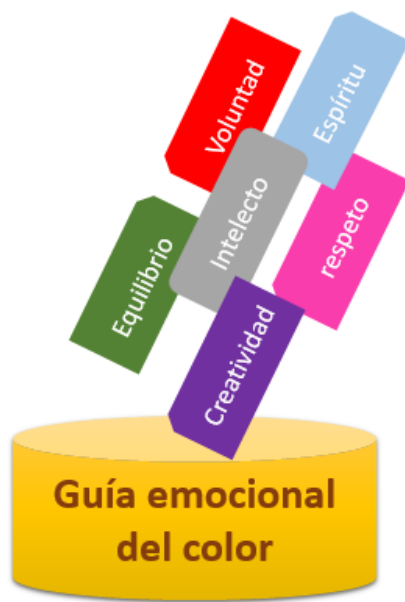 Voluntad
Espíritu
Intelecto
respeto
Equilibrio
Creatividad
Guía emocional
del color